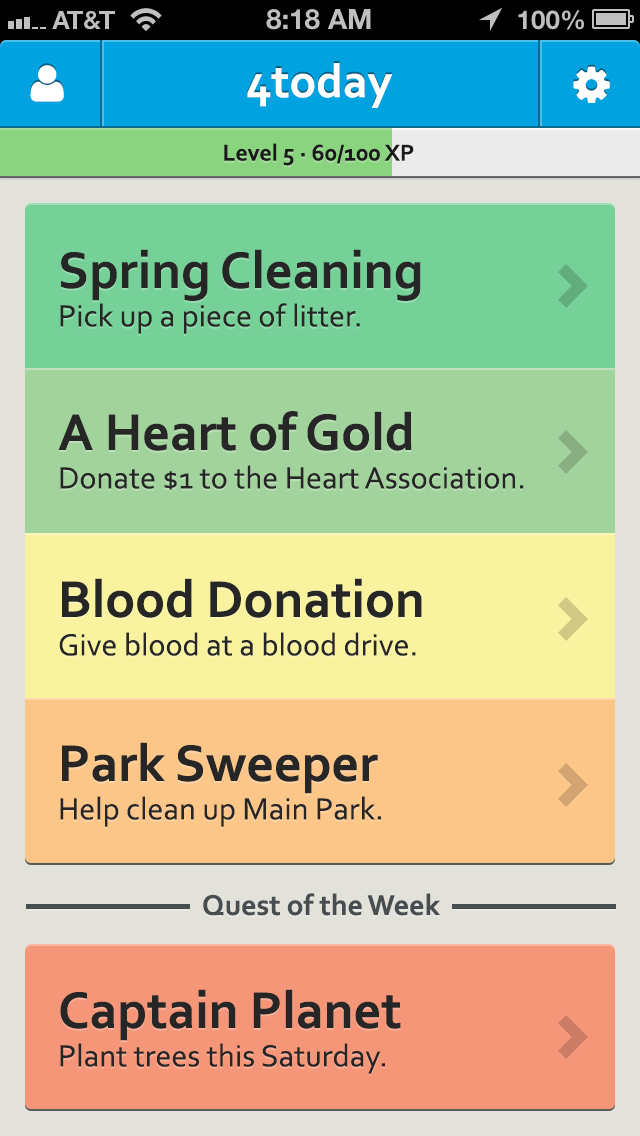 AT&T 8:18 AM 100%
4today
Level 5 · 60/100 XP
Spring Cleaning
Pick up a piece of litter.
A Heart of Gold
Donate $1 to the Heart Association.
Blood Donation
Give blood at a blood drive.
Park Sweeper
Help clean up Main Park.
Quest of the Week
Captain Planet
Plant trees this Saturday.